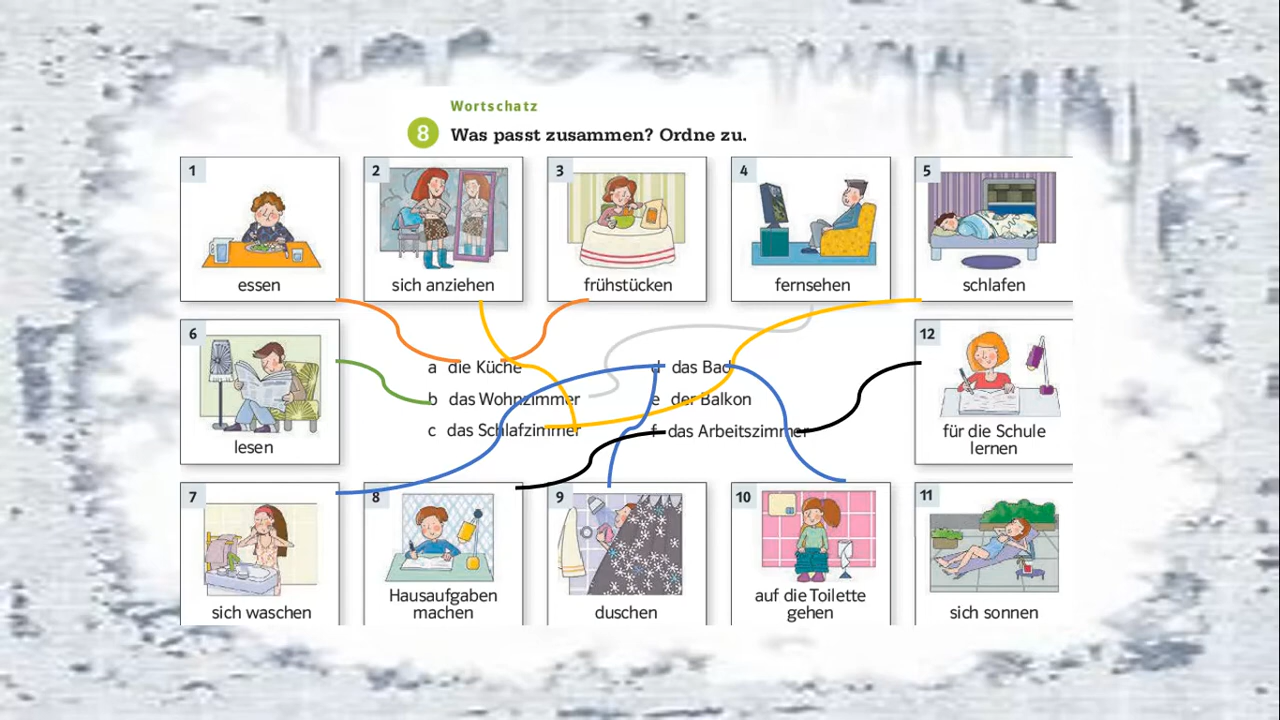 Wortschatz
8 Was passt zusammen? Ordne zu.
1
essen
2
sich anziehen
3
frühstücken
4
fernsehen
5
schlafen
6
lesen
a die Küche
b das Wohnzimmer
c das Schlafzimmer
d das Bad
e der Balkon
f das Arbeitszimmer
12
für die Schule
lernen
7
sich waschen
8
Hausaufgaben
machen
9
duschen
10
auf die Toilette
gehen
11
sich sonnen